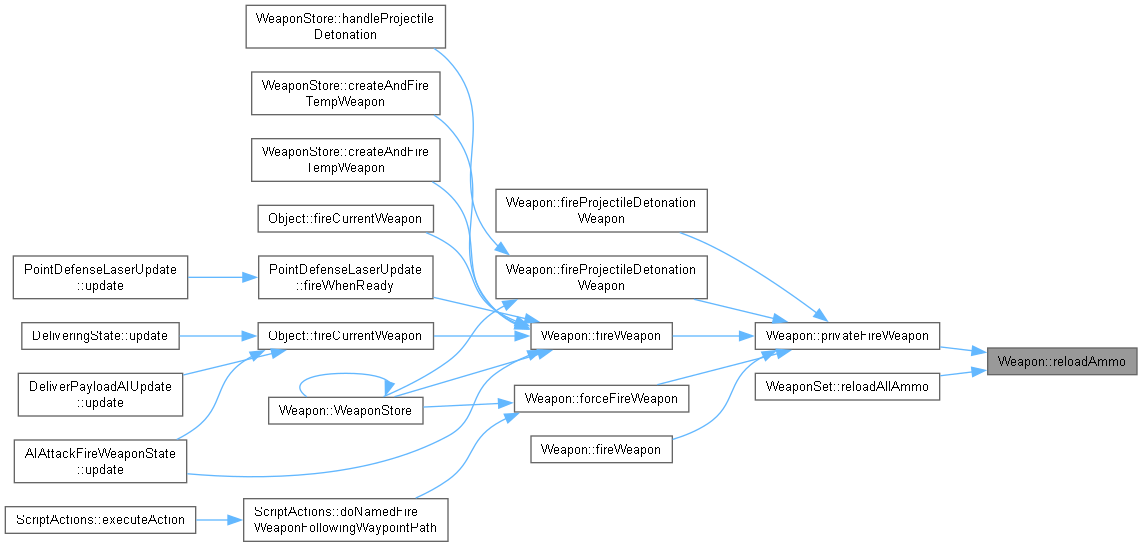 WeaponStore::handleProjectile
Detonation
WeaponStore::createAndFire
TempWeapon
WeaponStore::createAndFire
TempWeapon
Object::fireCurrentWeapon
PointDefenseLaserUpdate
::update
PointDefenseLaserUpdate
::fireWhenReady
DeliveringState::update
Object::fireCurrentWeapon
DeliverPayloadAIUpdate
::update
Weapon::WeaponStore
AIAttackFireWeaponState
::update
ScriptActions::executeAction
ScriptActions::doNamedFire
WeaponFollowingWaypointPath
Weapon::fireProjectileDetonation
Weapon
Weapon::fireProjectileDetonation
Weapon
Weapon::fireWeapon
Weapon::forceFireWeapon
Weapon::fireWeapon
Weapon::privateFireWeapon
WeaponSet::reloadAllAmmo
Weapon::reloadAmmo